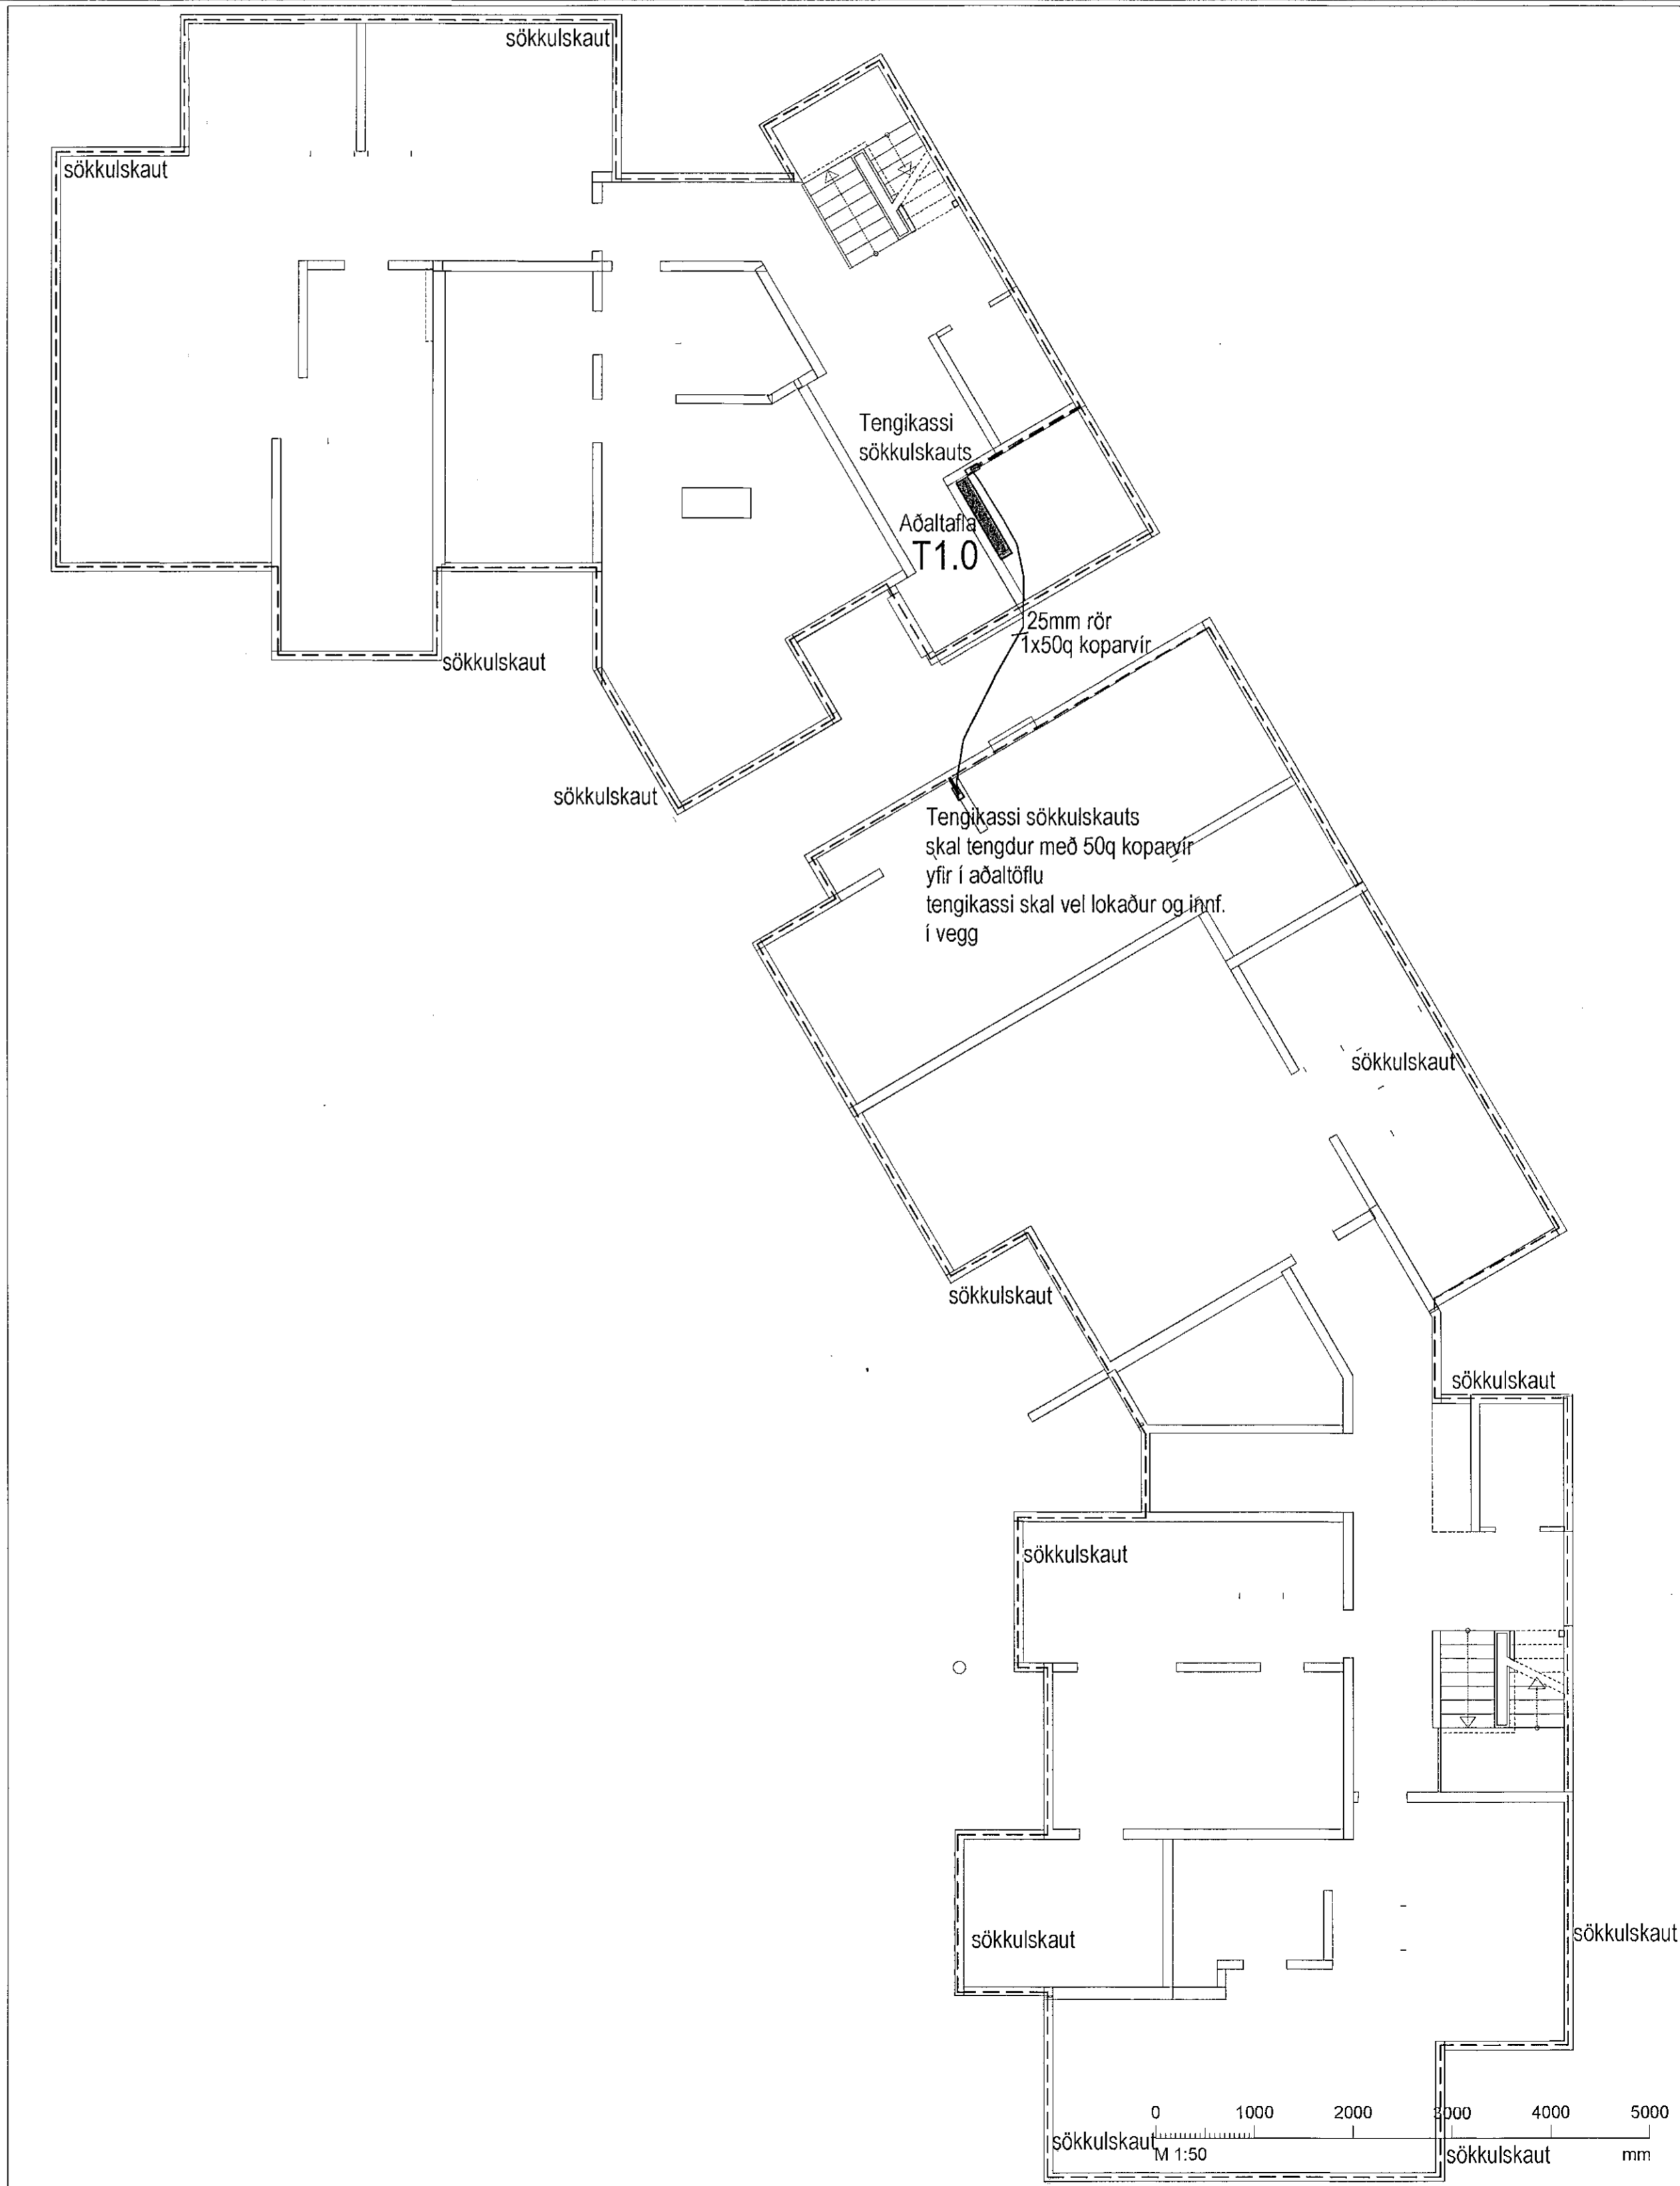 sökkulskaut
sökkulskaut
Tengikassi
sökkulskauts
Aðaltafla
T1.0
25mm rör
1x50q koparvír
sökkulskaut
sökkulskaut
Tengikassi sökkulskauts
skal tengdur með 50q koparvír
yfir í aðaltöflu
tengikassi skal vel lokaður og innf.
í vegg
sökkulskaut
sökkulskaut
sökkulskaut
sökkulskaut
sökkulskaut
sökkulskaut
0 1000 2000 3000 4000 5000
sökkulskaut
M 1:50
sökkulskaut
mm